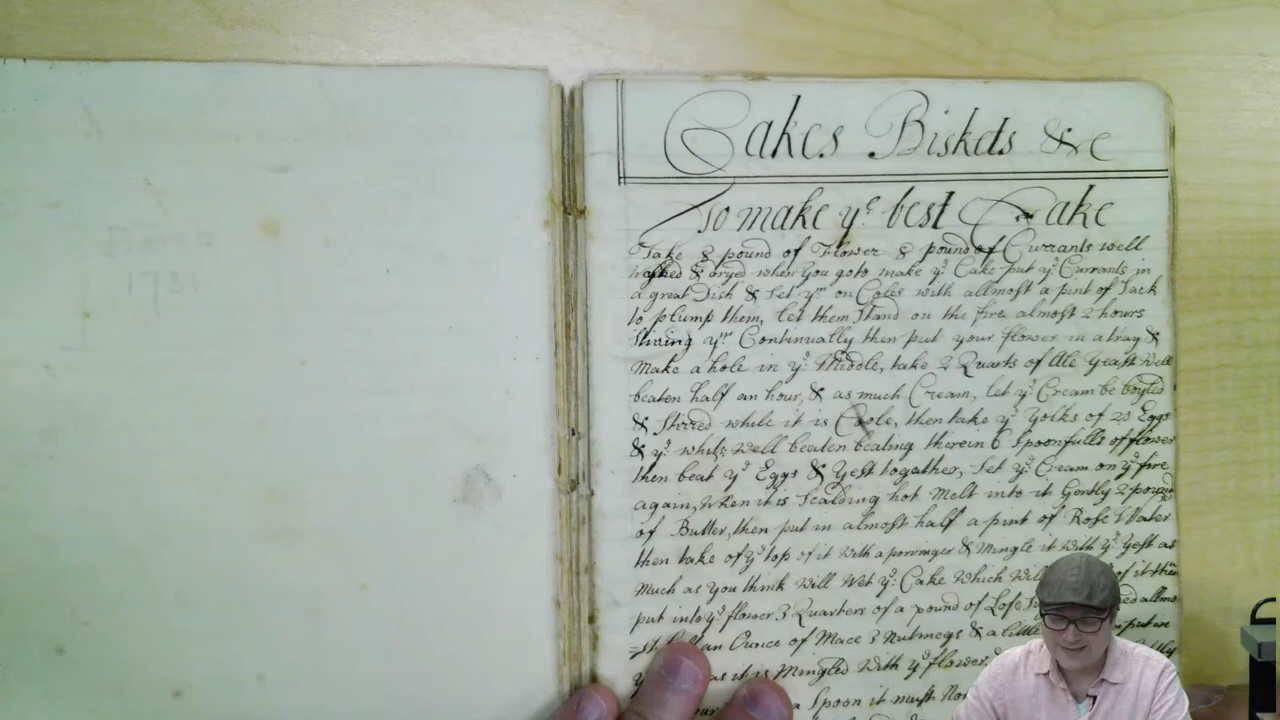 Cakes Biskets &c
To make yᵉ best Cake
Take 8 pound of Flower 8 pound of Currants well
washed & dryed when you go to make yᵉ Cake put yᵉ Currants in
a great Dish & Set yᵐ on Coles with allmost a pint of Sack
to plump them, let them Stand on the fire almost 2 hours
Stiring yᵐ Continually then put your flower in a tray &
Make a hole in yᵉ Middle, take 2 Quarts of Ale Yeast Well
beaten half an hour, & as much Cream, let yᵉ Cream be boyled
& Stirred while it is Coole, then take yᵉ Yolks of 20 Eggs
& yᵉ whits Well beaten beating therein 6 Spoonfulls of flower
then beat yᵉ Eggs & Yest together, Set yᵉ Cream on yᵉ fire
again, When it is Scalding hot Melt into it Gently 2 pound
of Butter, then put in almost half a pint of Rose Water
then take of yᵉ top of it With a porringer & Mingle it With yᵉ Yest as
Much as You think Will Wet yᵉ Cake Which of it then
put into yᵉ flower 3 Quarters of a pound of Lofe
an Ounce of Mace 3 Nutmegs & a little put in
as it is Mingled With yᵉ flower,
a Spoon it must